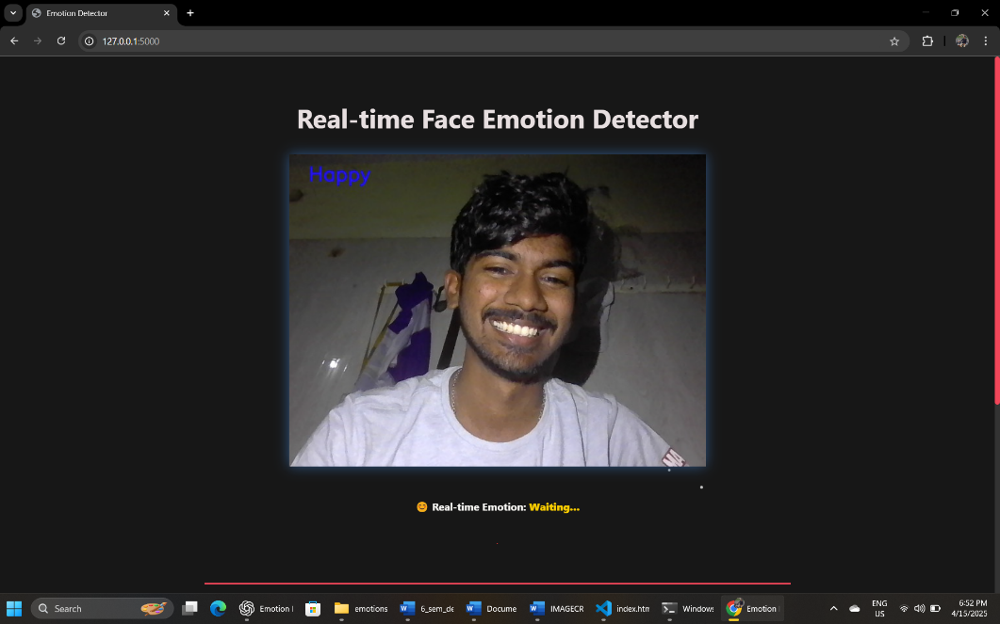 Emotion Detector
127.0.0.1:5000
Real-time Face Emotion Detector
Happy
Real-time Emotion: Waiting...
Search
Emotion
emotions
6_sem_de
Docume
IMAGECR
index.htm
Window
Emotion
ENG
US
6:52 PM
4/15/2025